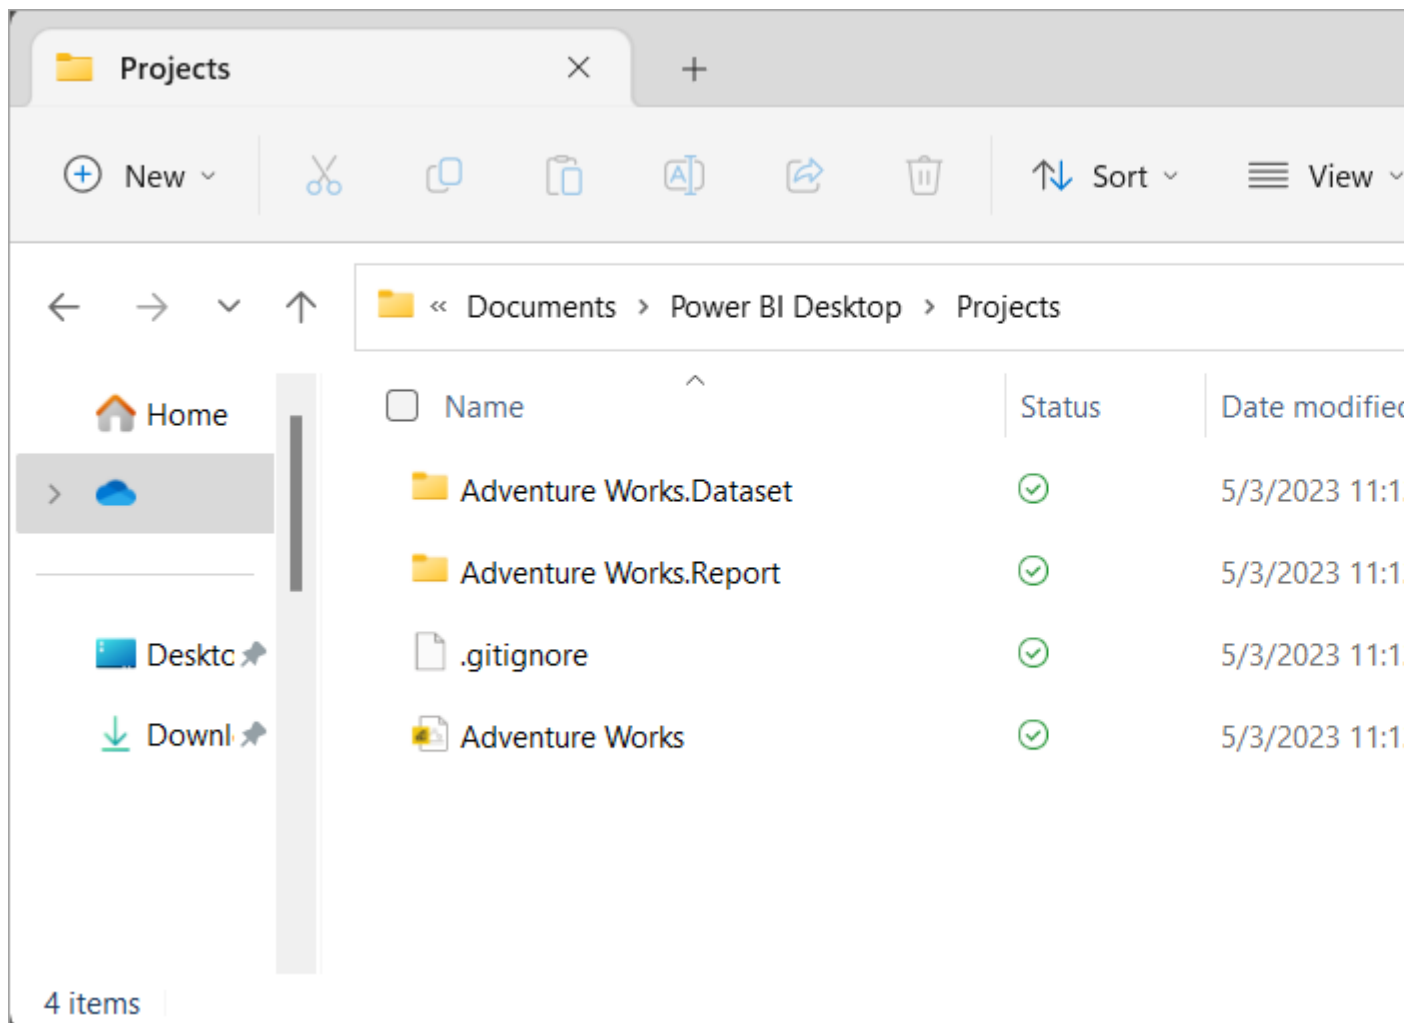 Projects
New Sort View
« Documents > Power BI Desktop > Projects
Home
Name Status Date modified
Adventure Works.Dataset 5/3/2023 11:1
Adventure Works.Report 5/3/2023 11:1
Deskto
.gitignore 5/3/2023 11:1
Downl
Adventure Works 5/3/2023 11:1
4 items